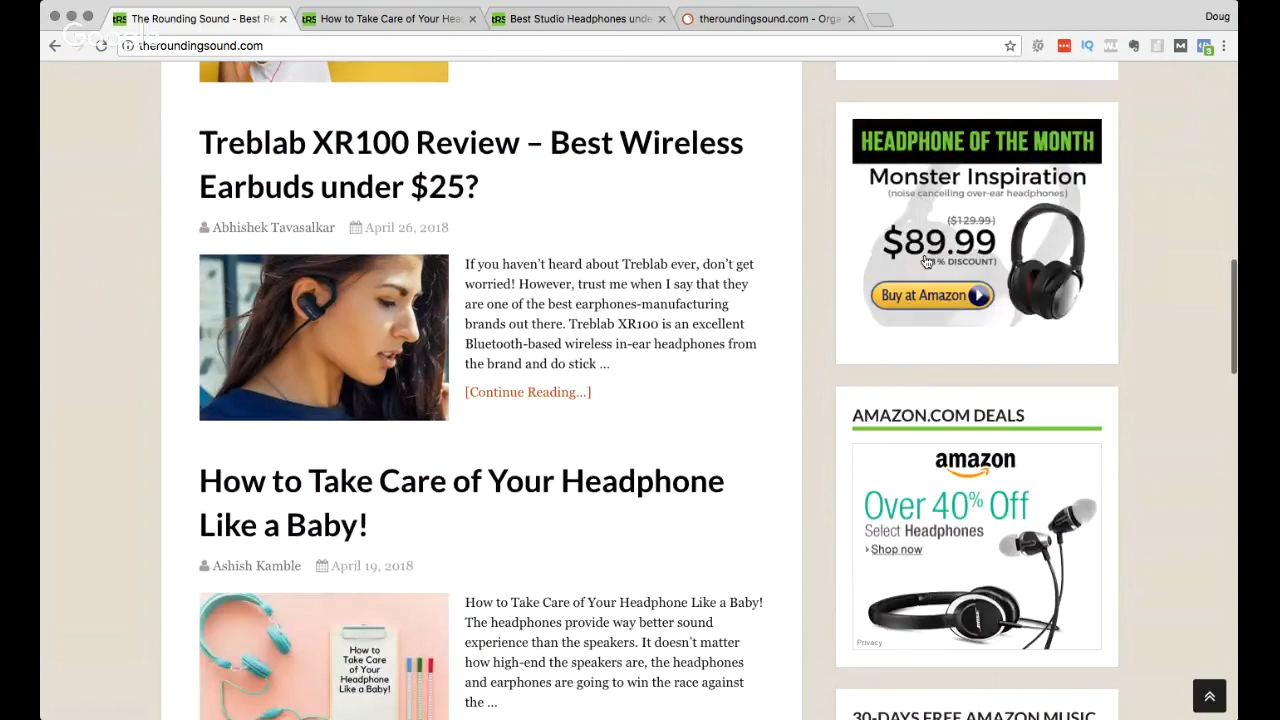 The Rounding Sound - Best Re
How to Take Care of Your Hea
Best Studio Headphones unde
theroundingsound.com - Orga
Doug
Google
theroundingsound.com
IQ
3
Treblab XR100 Review – Best Wireless
Earbuds under $25?
Abhishek Tavasalkar April 26, 2018
If you haven't heard about Treblab ever, don't get
worried! However, trust me when I say that they
are one of the best earphones-manufacturing
brands out there. Treblab XR100 is an excellent
Bluetooth-based wireless in-ear headphones from
the brand and do stick ...
[Continue Reading...]
How to Take Care of Your Headphone
Like a Baby!
Ashish Kamble April 19, 2018
How to
Take Care
of Your
Headphone
Like a Baby!
How to Take Care of Your Headphone Like a Baby!
The headphones provide way better sound
experience than the speakers. It doesn't matter
how high-end the speakers are, the headphones
and earphones are going to win the race against
the ...
HEADPHONE OF THE MONTH
Monster Inspiration
(noise cancelling over-ear headphones)
($129.99)
$89.99
% DISCOUNT)
Buy at Amazon
AMAZON.COM DEALS
amazon
Over 40% Off
Select Headphones
Shop now
Privacy
30-DAYS FREE AMAZON MUSIC